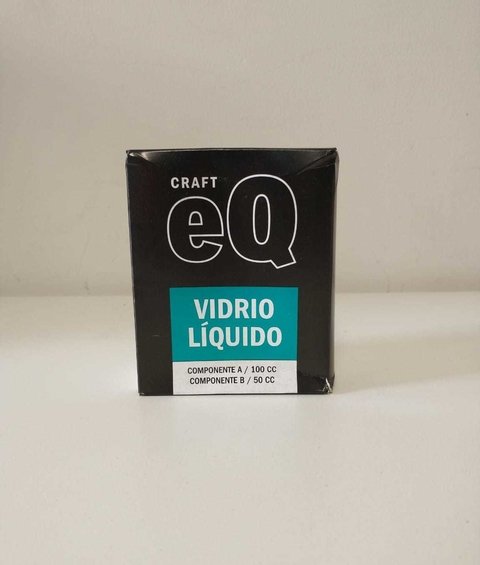 CRAFT
eQ
VIDRIO
LÍQUIDO
COMPONENTE A / 100 CC
COMPONENTE B / 50 CC